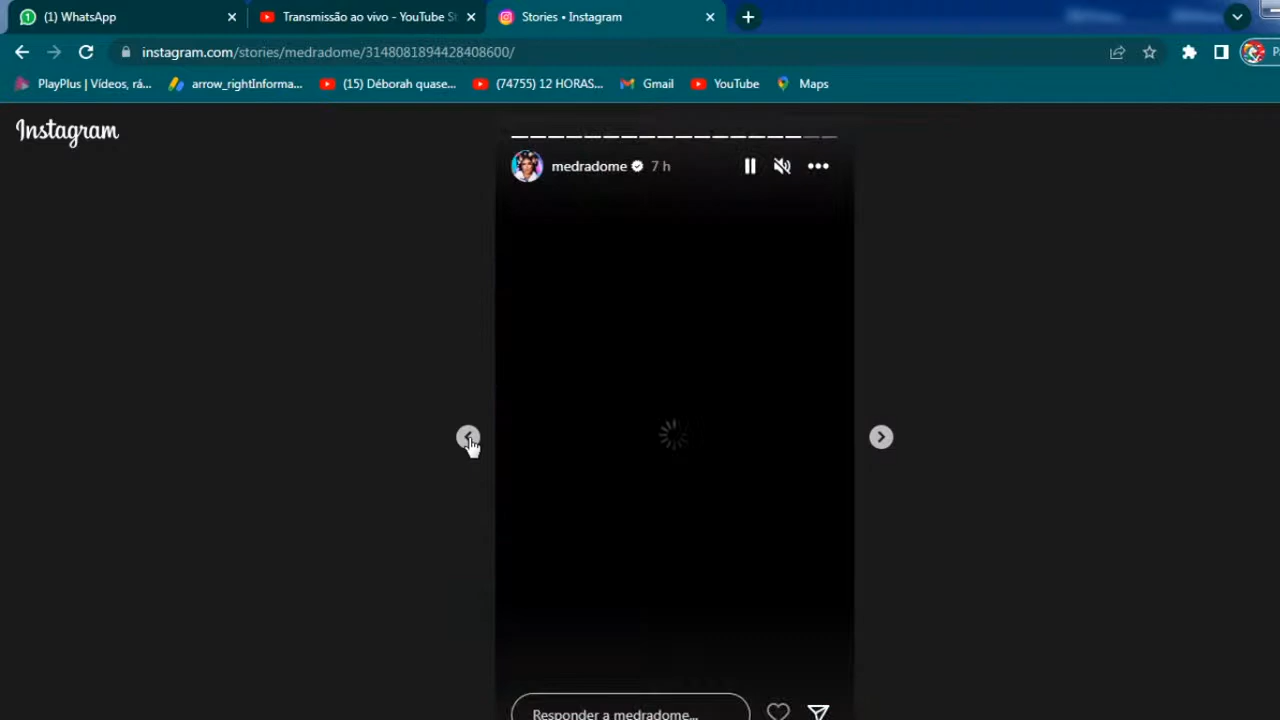 (1) WhatsApp
Transmissão ao vivo - YouTube St
Stories • Instagram
instagram.com/stories/medradome/3148081894428408600/
PlayPlus | Vídeos, rá...
arrow_rightInforma...
(15) Déborah quase...
(74755) 12 HORAS...
Gmail
YouTube
Maps
Instagram
medradome
7 h
Responder a medradome...